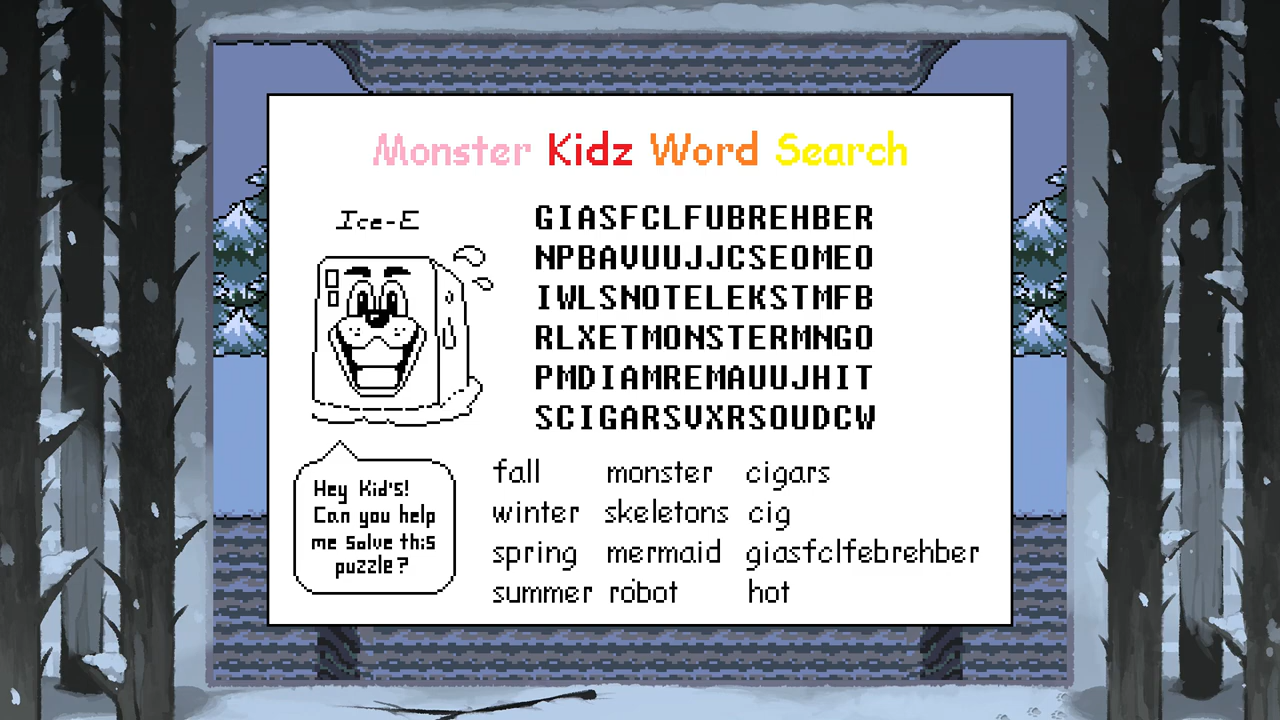 Monster Kidz Word Search
Ice-E
GIASFCLFUBREHBER
NPBAVUUJJCSEOMEO
IWLSNOTELEKSTMFB
RLXETMONSTERMNGO
PMDIAMREMAUUJHIT
SCIGARSVXRSOUDCW
Hey Kid's!
Can you help
me Solve this
puzzle?
fall monster cigars
winter skeletons cig
spring mermaid giasfclfebrehber
summer robot hot